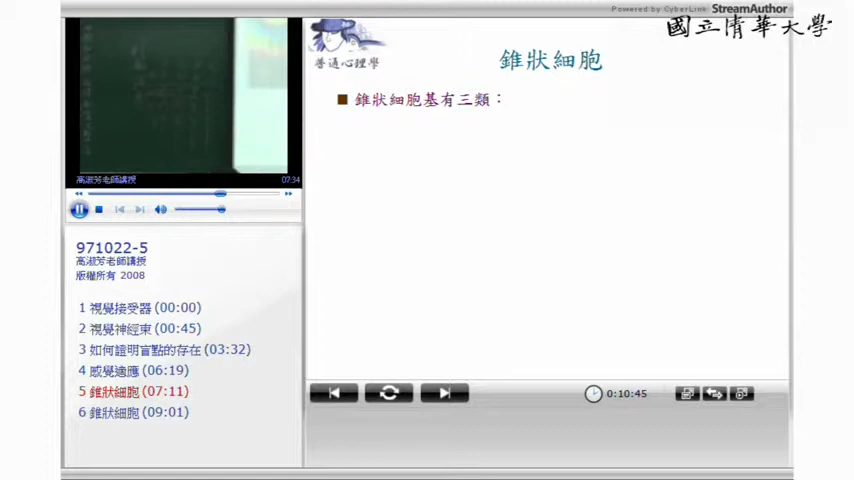 Powered by CyberLink StreamAuthor
國立清華大學
普通心理學
錐狀細胞
錐狀細胞基有三類：
高淑芳老師講授
07:34
971022-5
高淑芳老師講授
版權所有 2008
1 視覺接受器 (00:00)
2 視覺神經束 (00:45)
3 如何證明盲點的存在 (03:32)
4 感覺適應 (06:19)
5 錐狀細胞 (07:11)
6 錐狀細胞 (09:01)
0:10:45